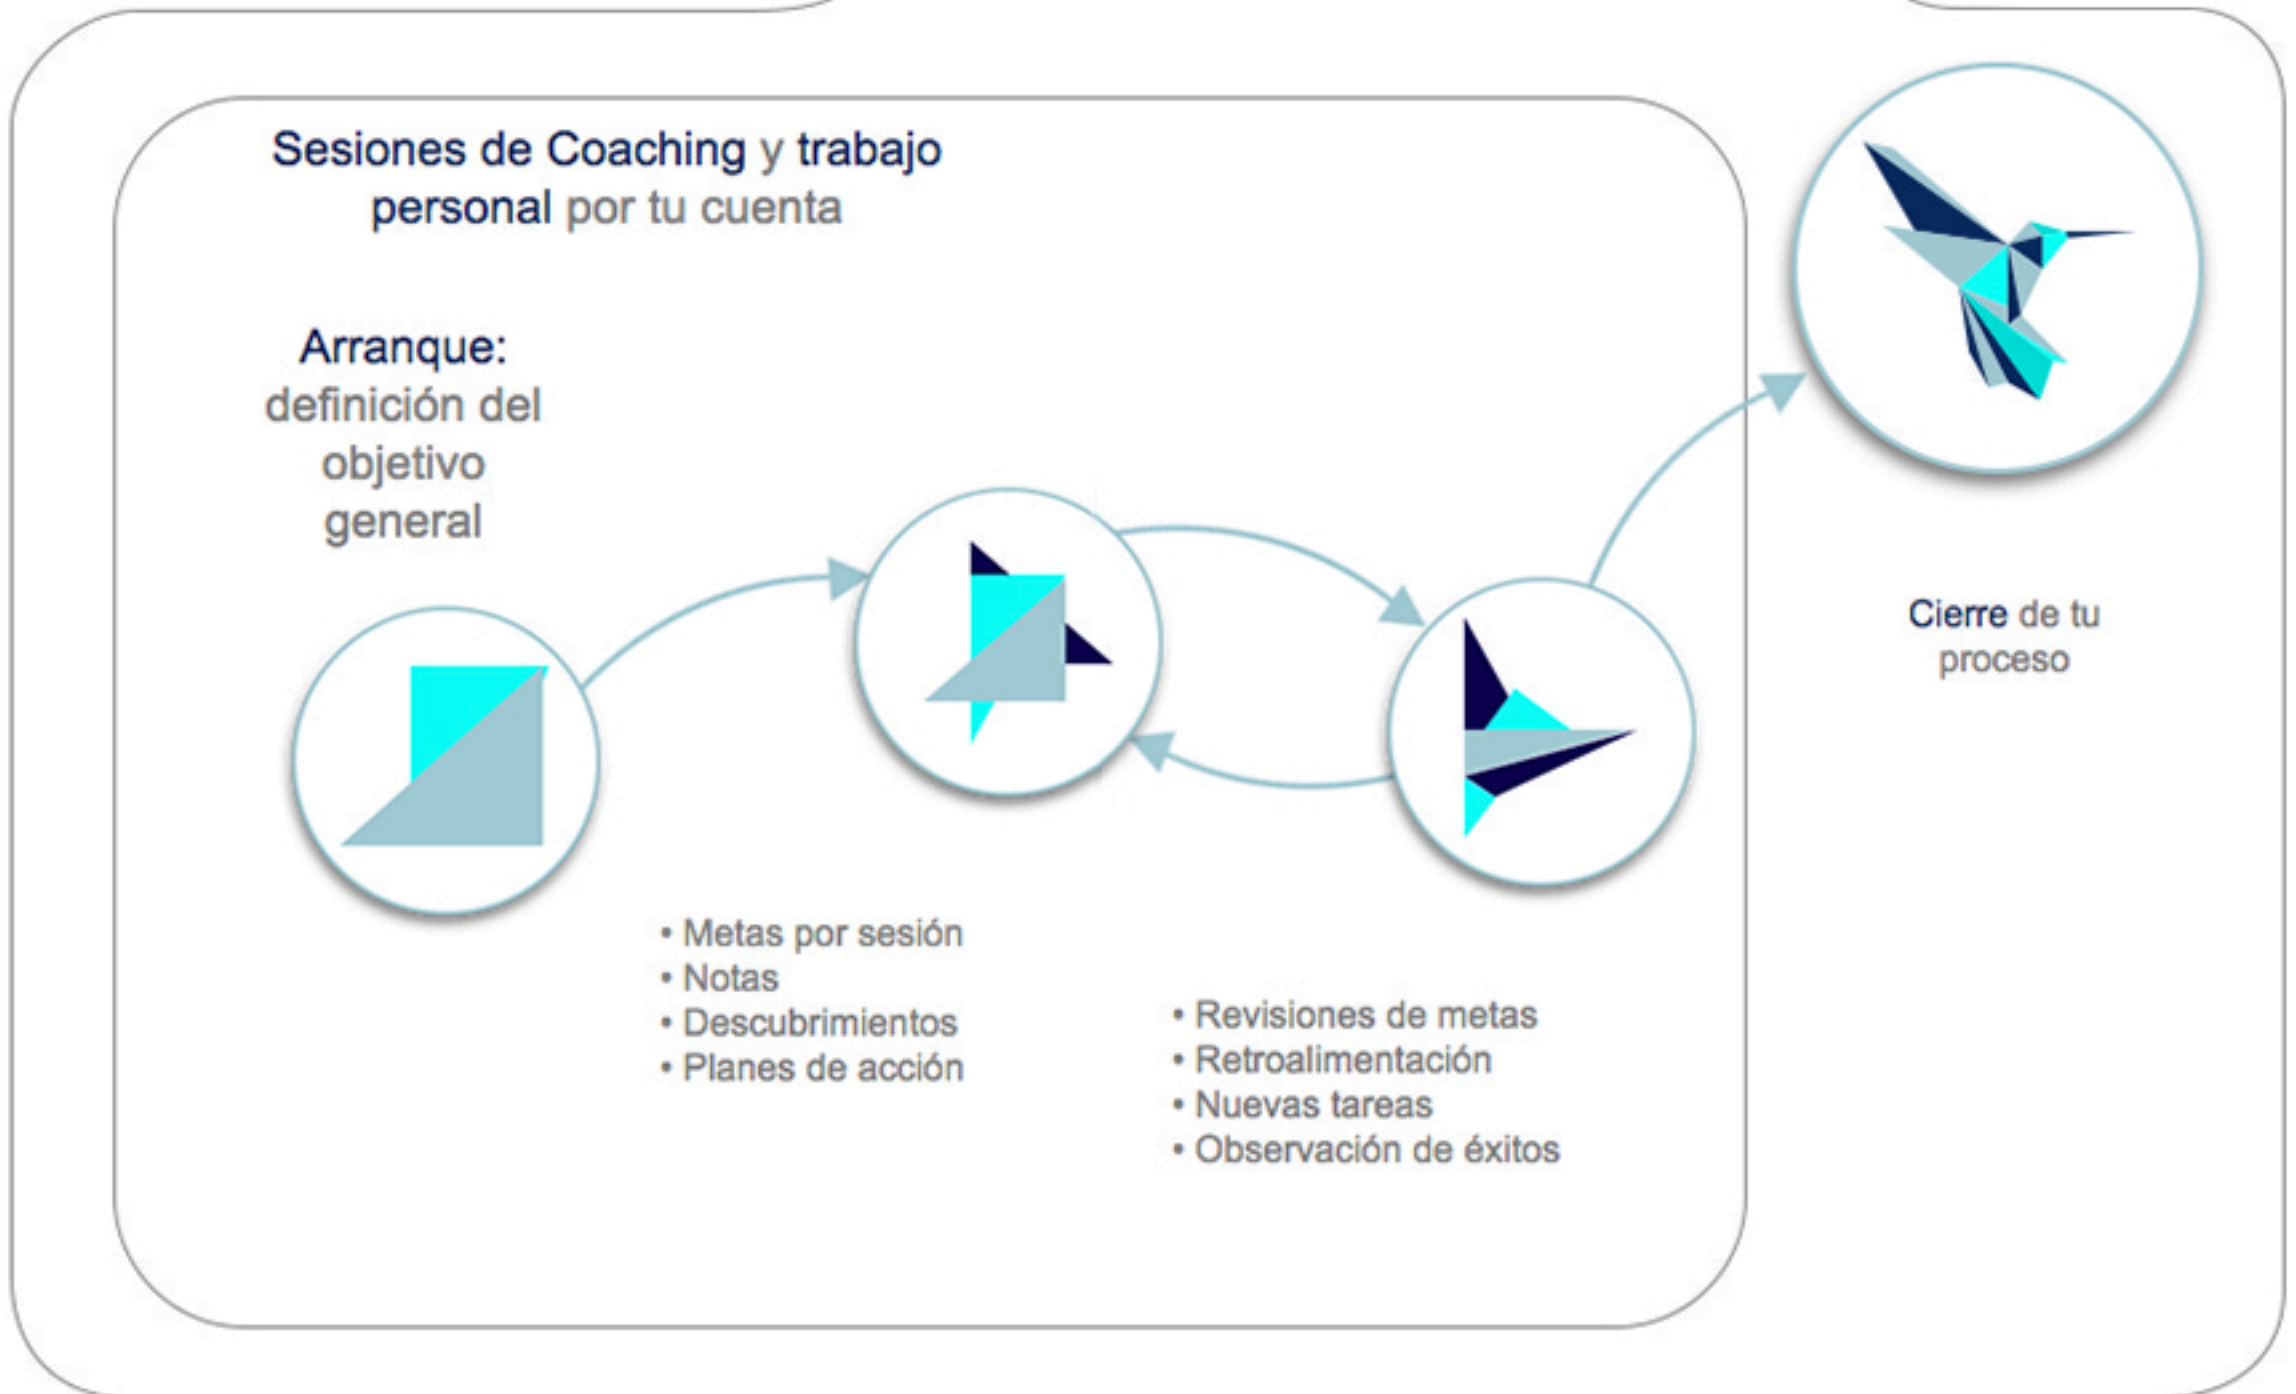 Sesiones de Coaching y trabajo
personal por tu cuenta
Arranque:
definición del
objetivo
general
• Metas por sesión
• Notas
• Descubrimientos
• Planes de acción
• Revisiones de metas
• Retroalimentación
• Nuevas tareas
• Observación de éxitos
Cierre de tu
proceso